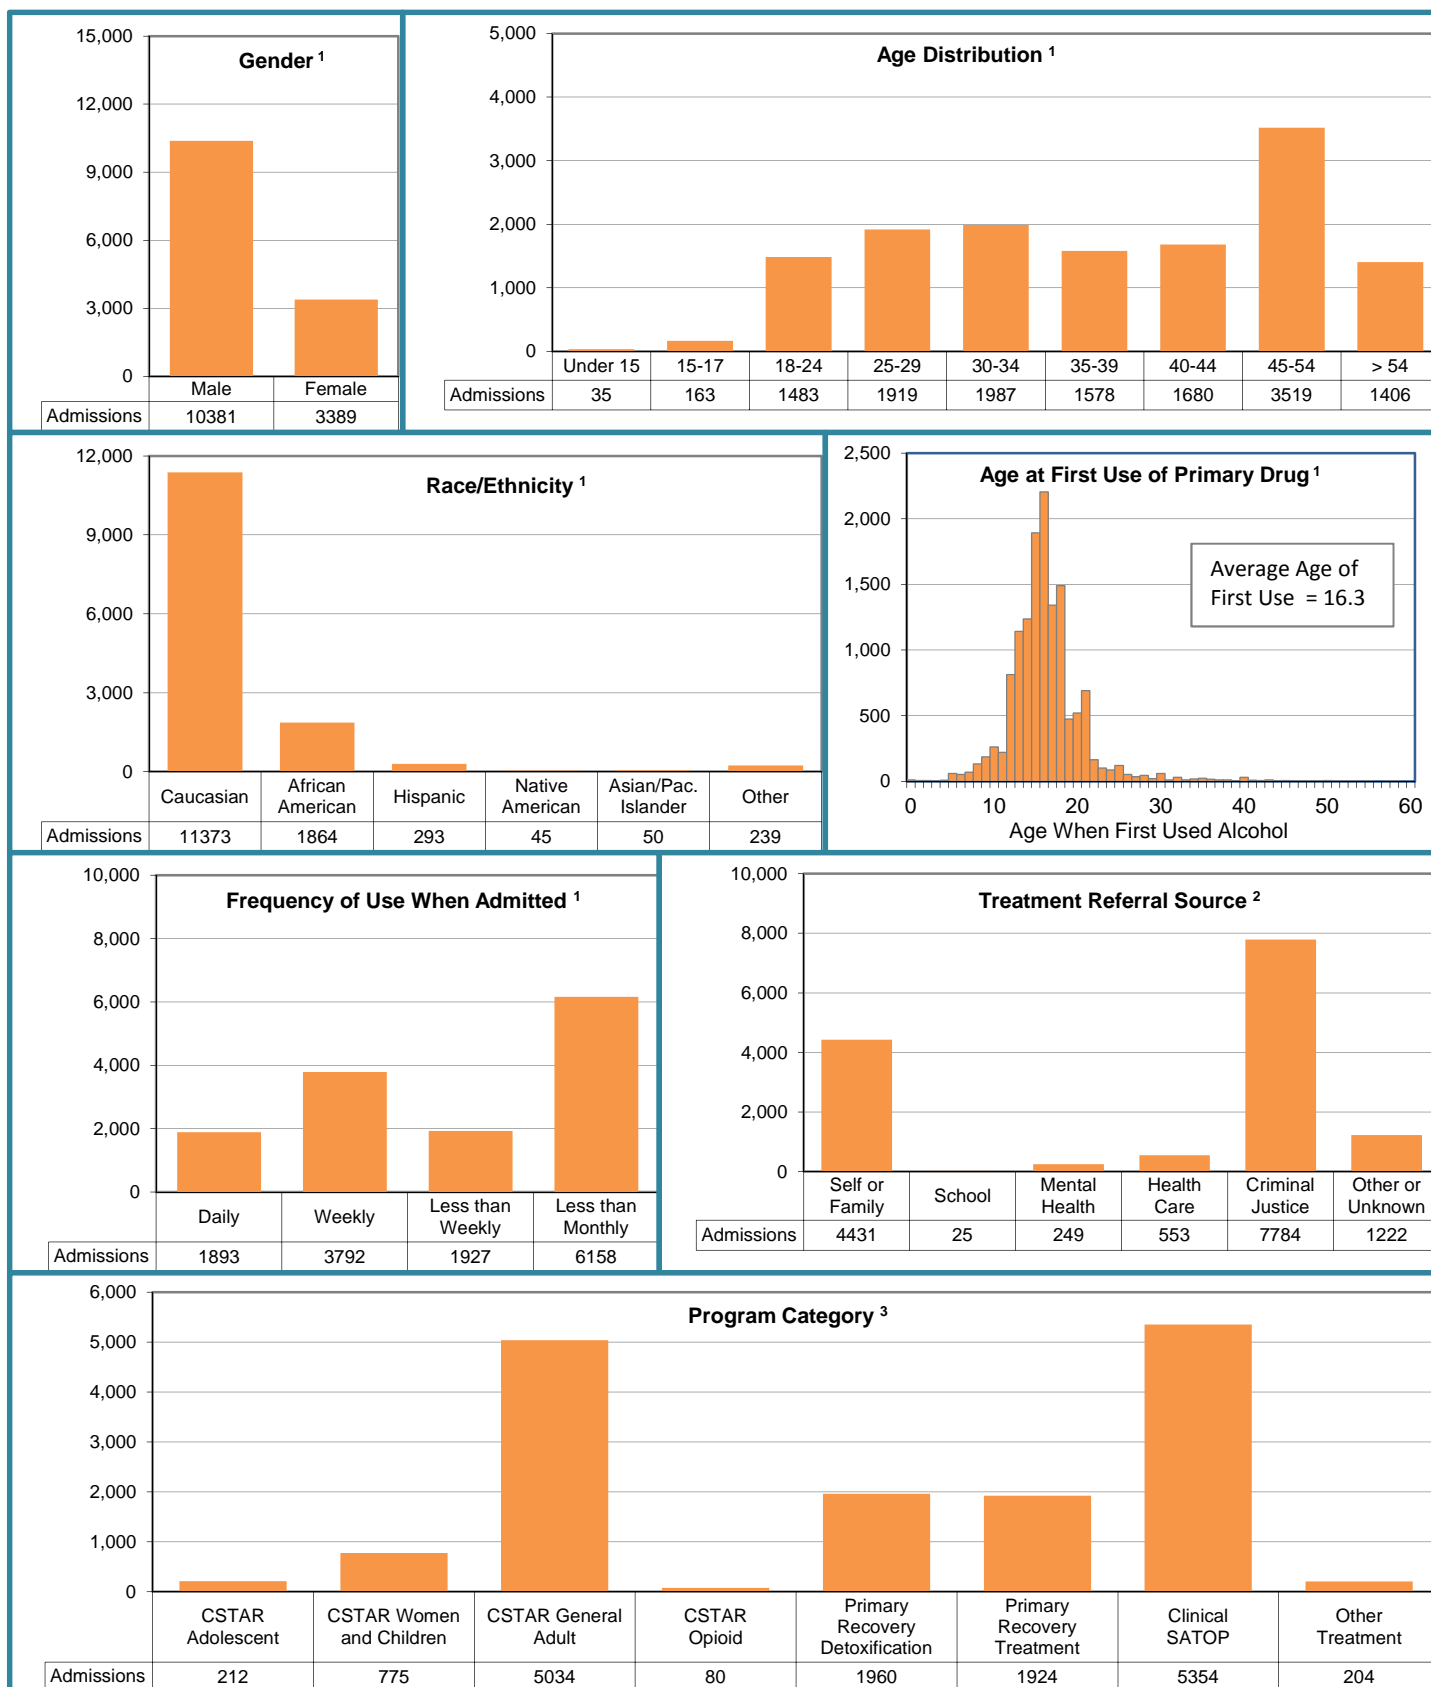 Gender 1
15,000
12,000
9,000
6,000
3,000
0
Male Female
Admissions 10381 3389
Age Distribution 1
5,000
4,000
3,000
2,000
1,000
0
Under 15 15-17 18-24 25-29 30-34 35-39 40-44 45-54 > 54
Admissions 35 163 1483 1919 1987 1578 1680 3519 1406
Race/Ethnicity 1
12,000
9,000
6,000
3,000
0
Caucasian African American Hispanic Native American Asian/Pac. Islander Other
Admissions 11373 1864 293 45 50 239
Age at First Use of Primary Drug 1
2,500
2,000
1,500
1,000
500
0
Average Age of
First Use = 16.3
0 10 20 30 40 50 60
Age When First Used Alcohol
Frequency of Use When Admitted 1
10,000
8,000
6,000
4,000
2,000
0
Daily Weekly Less than Weekly Less than Monthly
Admissions 1893 3792 1927 6158
Treatment Referral Source 2
10,000
8,000
6,000
4,000
2,000
0
Self or Family School Mental Health Health Care Criminal Justice Other or Unknown
Admissions 4431 25 249 553 7784 1222
Program Category 3
6,000
5,000
4,000
3,000
2,000
1,000
0
CSTAR Adolescent CSTAR Women and Children CSTAR General Adult CSTAR Opioid Primary Recovery Detoxification Primary Recovery Treatment Clinical SATOP Other Treatment
Admissions 212 775 5034 80 1960 1924 5354 204